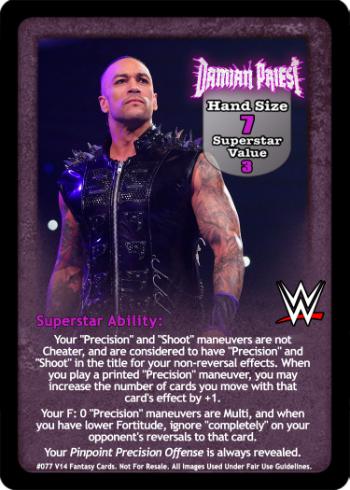 DAMIAN PRIEST
Hand Size
7
Superstar
Value
3
W
Superstar Ability:
Your "Precision" and "Shoot" maneuvers are not
Cheater, and are considered to have "Precision" and
"Shoot" in the title for your non-reversal effects. When
you play a printed "Precision" maneuver, you may
increase the number of cards you move with that
card's effect by +1.
Your F: 0 "Precision" maneuvers are Multi, and when
you have lower Fortitude, ignore "completely" on your
opponent's reversals to that card.
Your Pinpoint Precision Offense is always revealed.
#077 V14 Fantasy Cards. Not For Resale. All Images Used Under Fair Use Guidelines.